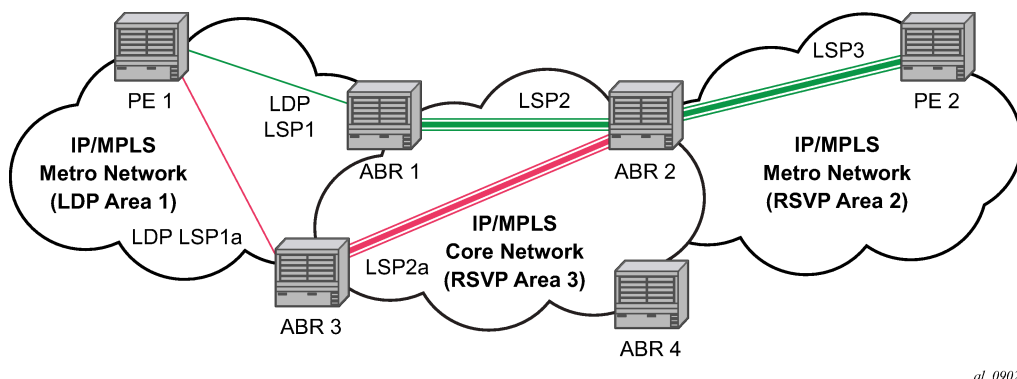 LSP3
PE 1
LDP
LSP1
LSP2
PE 2
ABR 1
ABR 2
IP/MPLS
Metro Network
(LDP Area 1)
IP/MPLS
Metro Network
(RSVP Area 2)
LDP LSP1a
IP/MPLS
Core Network
(RSVP Area 3)
LSP2a
ABR 3
ABR 4